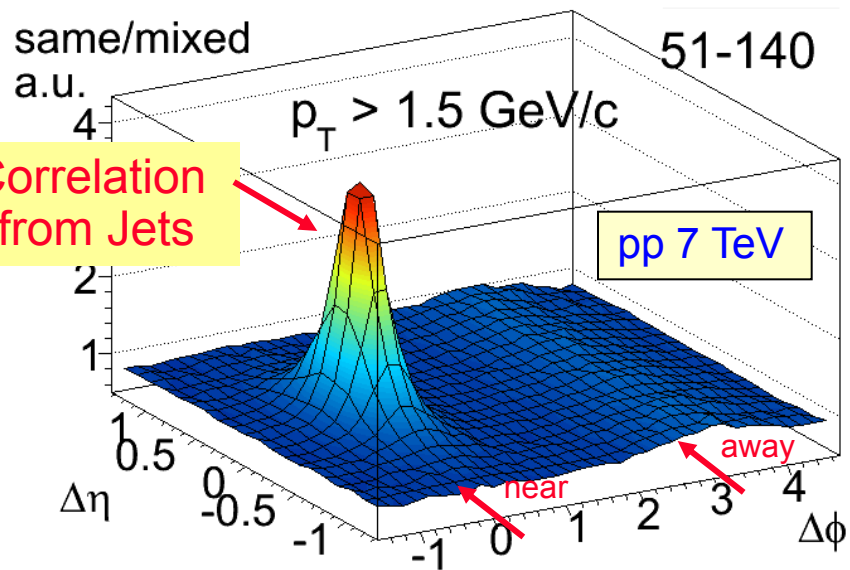 same/mixed
a.u.
51-140
p_T > 1.5 GeV/c
Correlation
from Jets
pp 7 TeV
4
2
1
1
0.5
0
-0.5
-1
Δη
near
away
-1
0
1
2
3
4
Δϕ